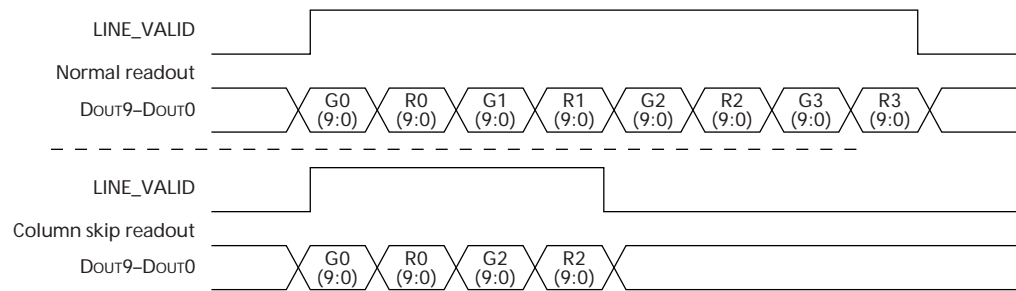 LINE_VALID
Normal readout
DOUT9–DOUT0
G0 R0 G1 R1 G2 R2 G3 R3
(9:0) (9:0) (9:0) (9:0) (9:0) (9:0) (9:0) (9:0)
LINE_VALID
Column skip readout
DOUT9–DOUT0
G0 R0 G2 R2
(9:0) (9:0) (9:0) (9:0)